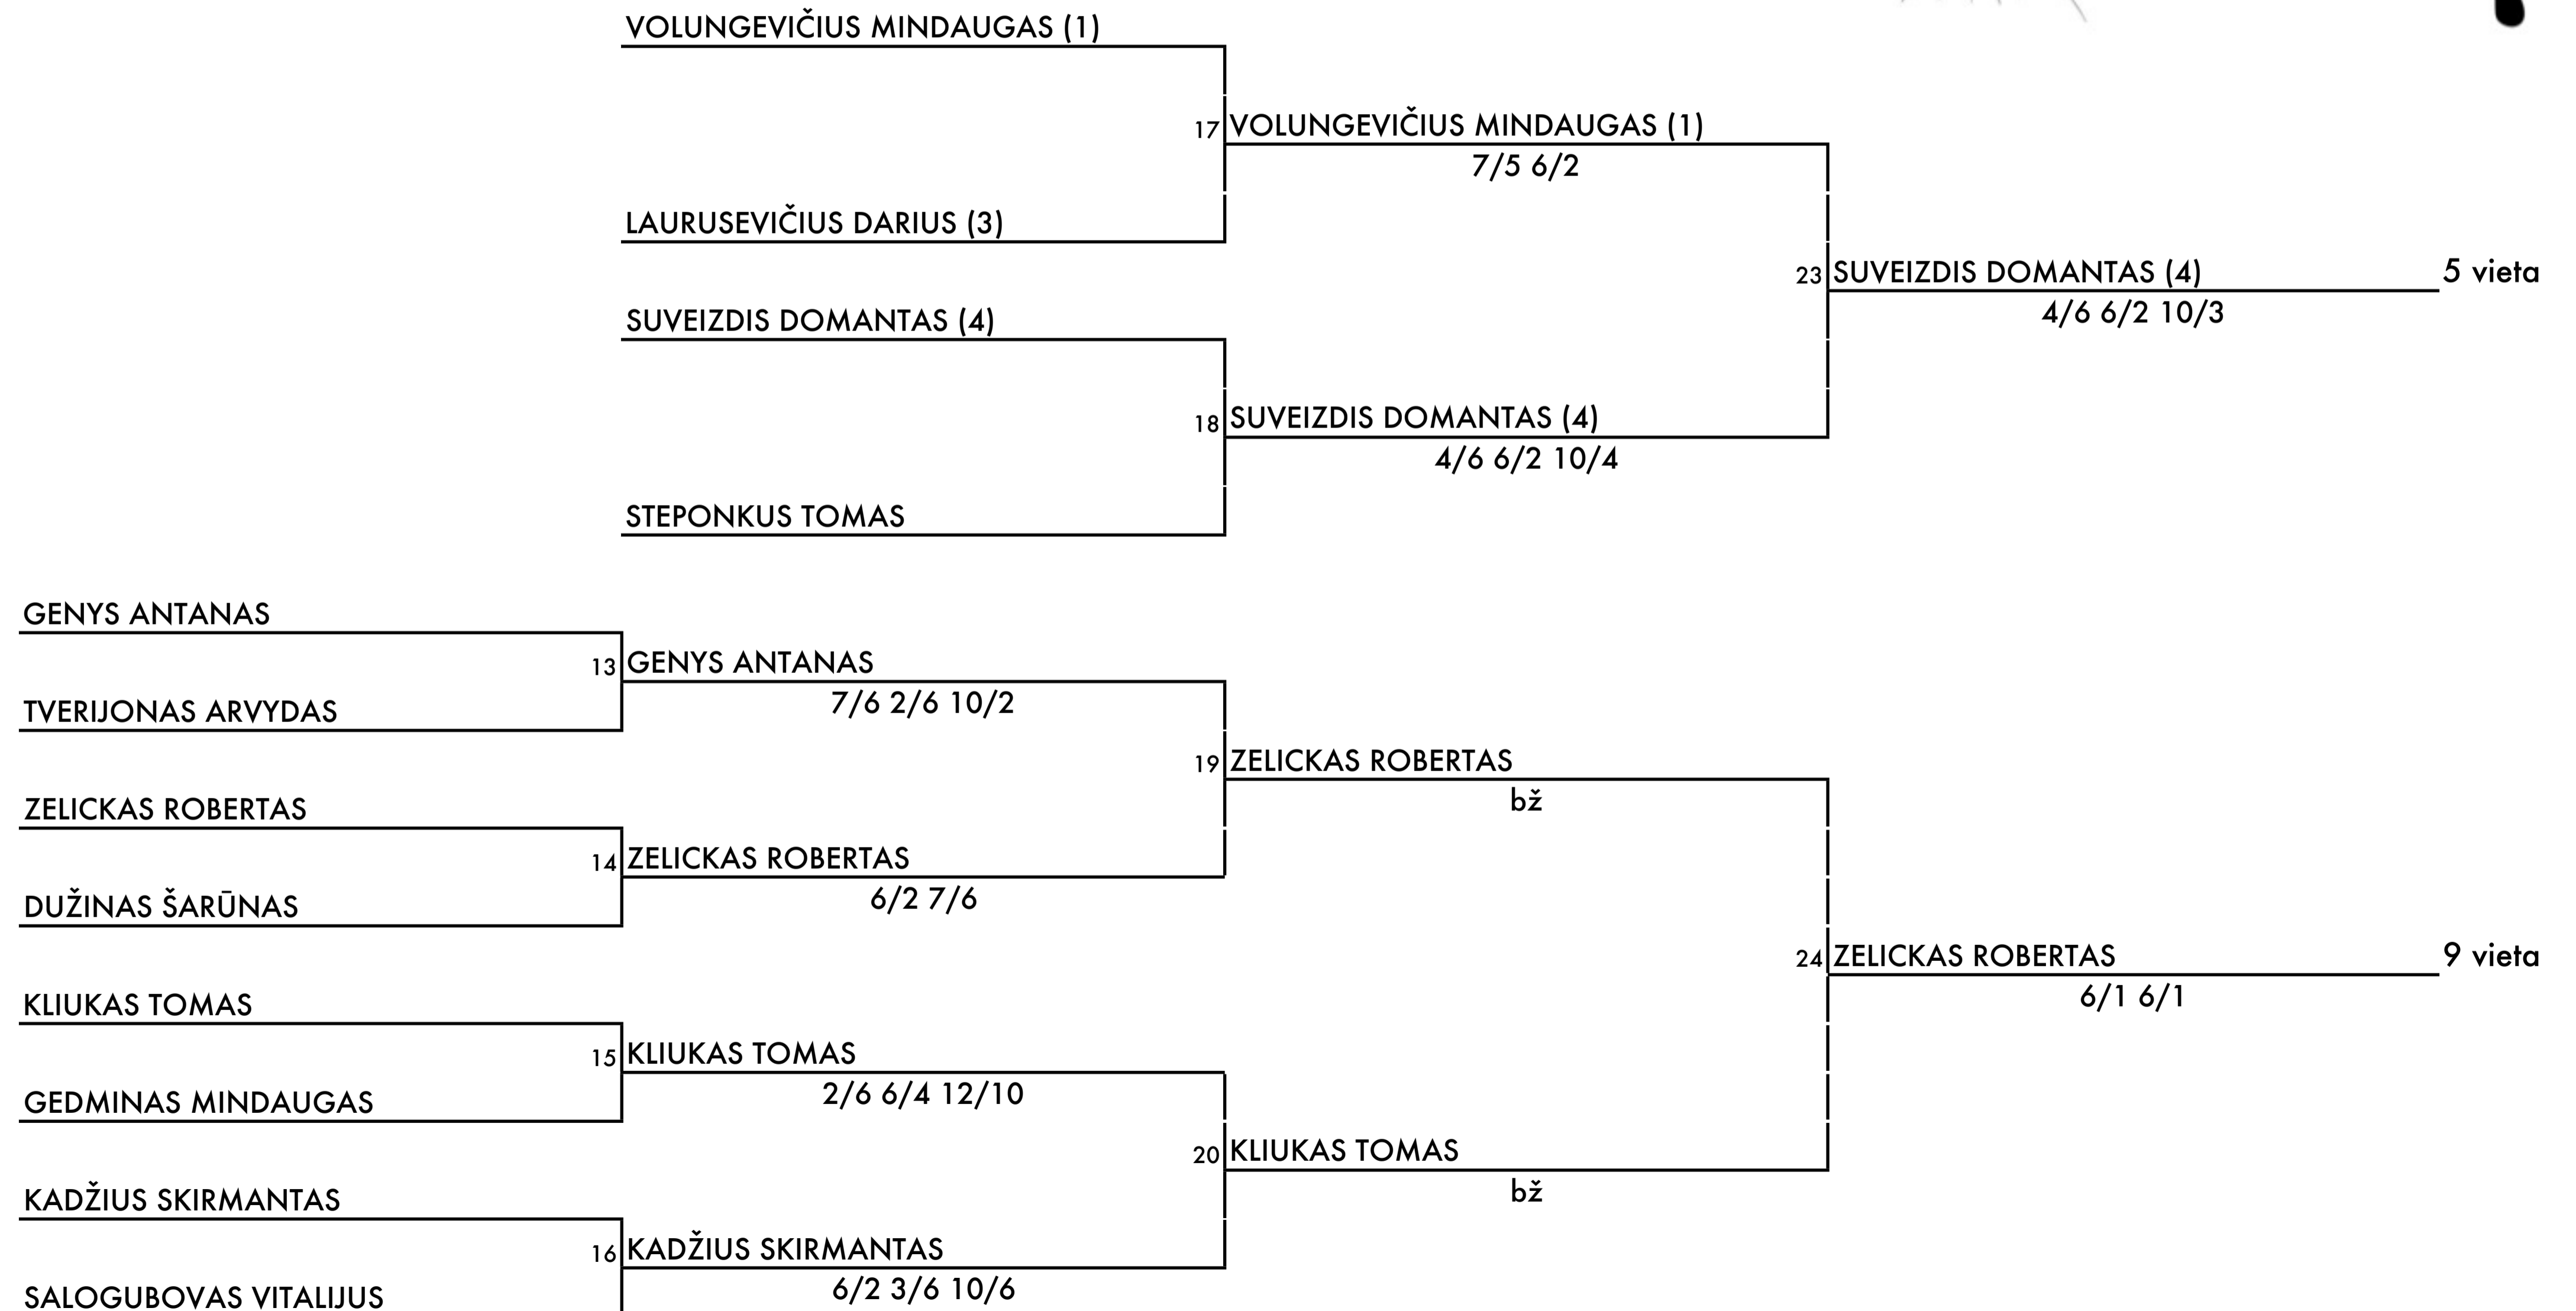 VOLUNGEVIČIUS MINDAUGAS (1)
17 VOLUNGEVIČIUS MINDAUGAS (1)
7/5 6/2
LAURUSEVIČIUS DARIUS (3)
23 SUVEIZDIS DOMANTAS (4) 5 vieta
4/6 6/2 10/3
SUVEIZDIS DOMANTAS (4)
18 SUVEIZDIS DOMANTAS (4)
4/6 6/2 10/4
STEPONKUS TOMAS
GENYS ANTANAS
13 GENYS ANTANAS
7/6 2/6 10/2
TVERIJONAS ARVYDAS
19 ZELICKAS ROBERTAS
bž
ZELICKAS ROBERTAS
14 ZELICKAS ROBERTAS
6/2 7/6
DUŽINAS ŠARŪNAS
24 ZELICKAS ROBERTAS 9 vieta
6/1 6/1
KLIUKAS TOMAS
15 KLIUKAS TOMAS
2/6 6/4 12/10
GEDMINAS MINDAUGAS
20 KLIUKAS TOMAS
bž
KADŽIUS SKIRMANTAS
16 KADŽIUS SKIRMANTAS
6/2 3/6 10/6
SALOGUBOVAS VITALIJUS